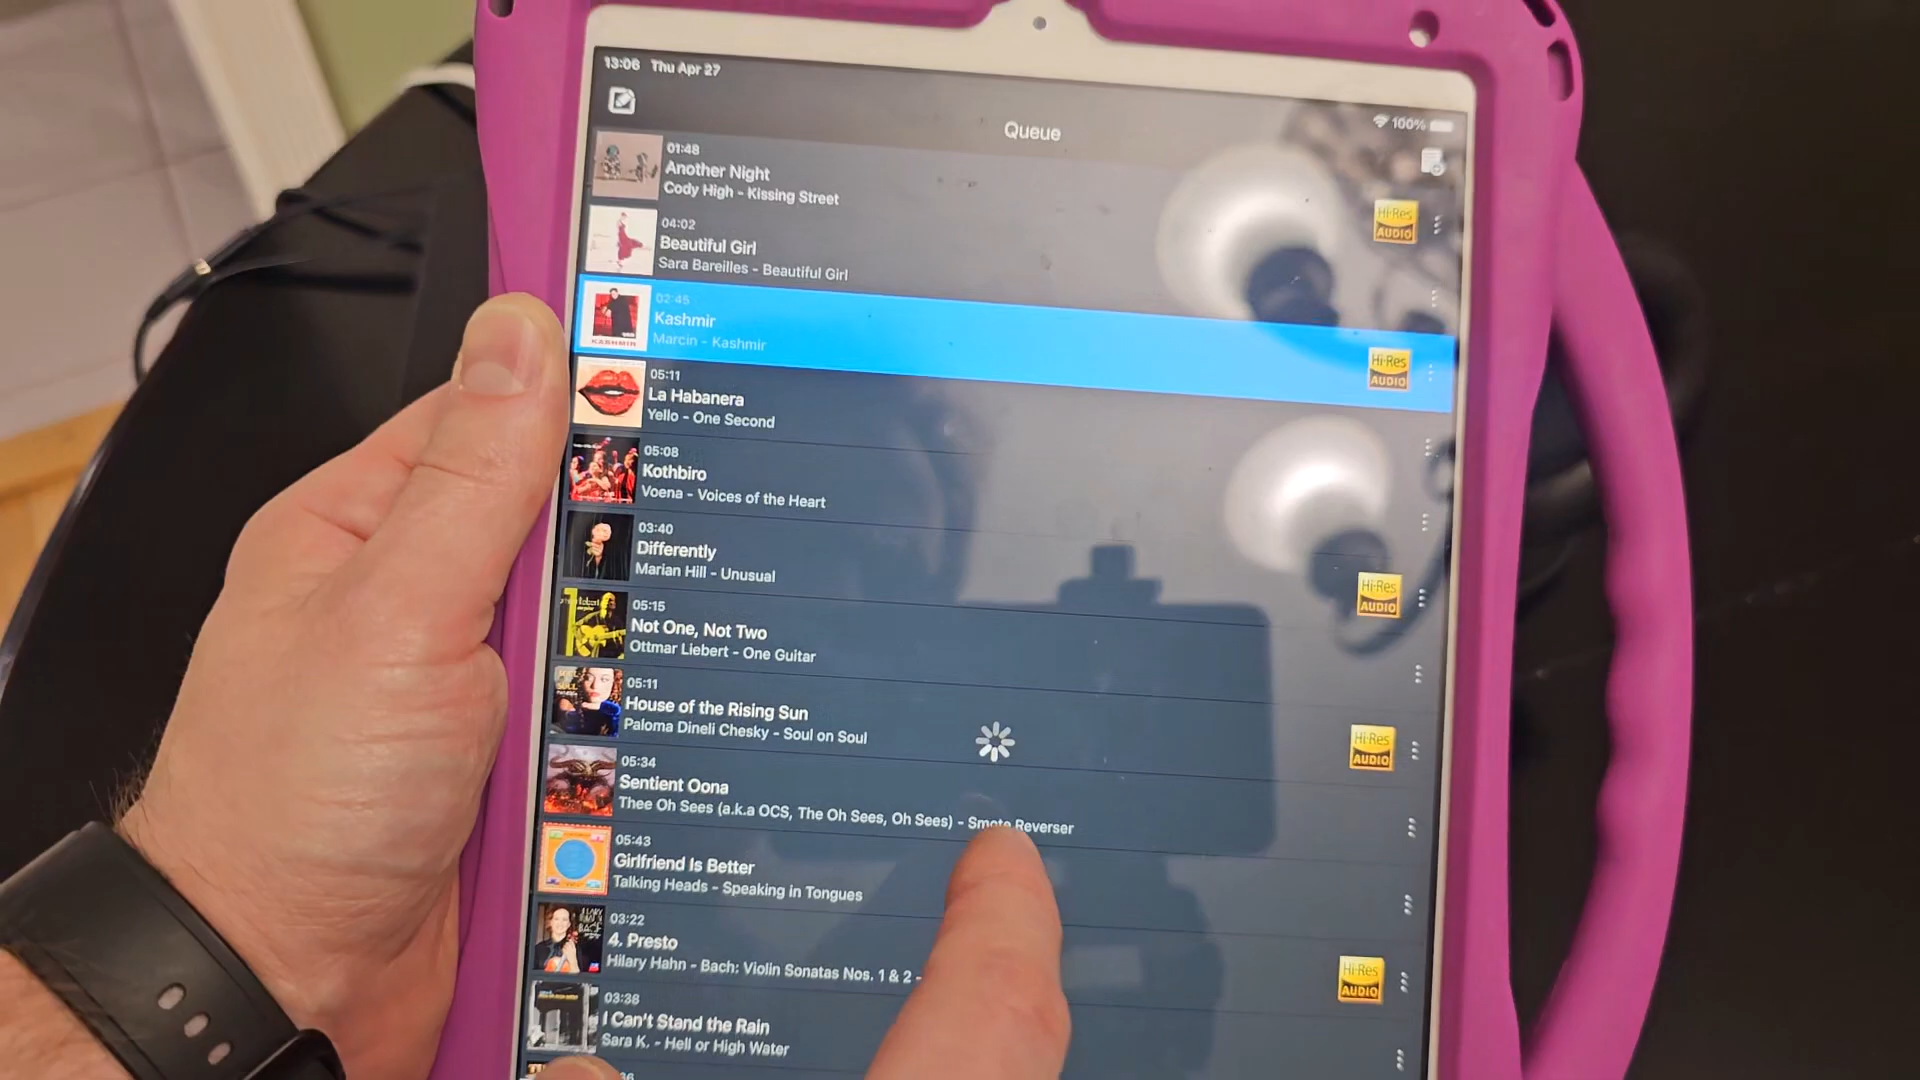 13:06 Thu Apr 27
100%
Queue
01:48
Another Night
Cody High - Kissing Street
Hi-Res
AUDIO
04:02
Beautiful Girl
Sara Bareilles - Beautiful Girl
02:45
Kashmir
Marcin - Kashmir
KASHMIR
Hi-Res
AUDIO
05:11
La Habanera
Yello - One Second
05:08
Kothbiro
Voena - Voices of the Heart
03:40
Differently
Marian Hill - Unusual
Hi-Res
AUDIO
05:15
Not One, Not Two
Ottmar Liebert - One Guitar
05:11
House of the Rising Sun
Paloma Dineli Chesky - Soul on Soul
Hi-Res
AUDIO
05:34
Sentient Oona
Thee Oh Sees (a.k.a OCS, The Oh Sees, Oh Sees) - Smote Reverser
05:43
Girlfriend Is Better
Talking Heads - Speaking in Tongues
03:22
4. Presto
Hilary Hahn - Bach: Violin Sonatas Nos. 1 & 2 -
Hi-Res
AUDIO
03:38
I Can't Stand the Rain
Sara K. - Hell or High Water